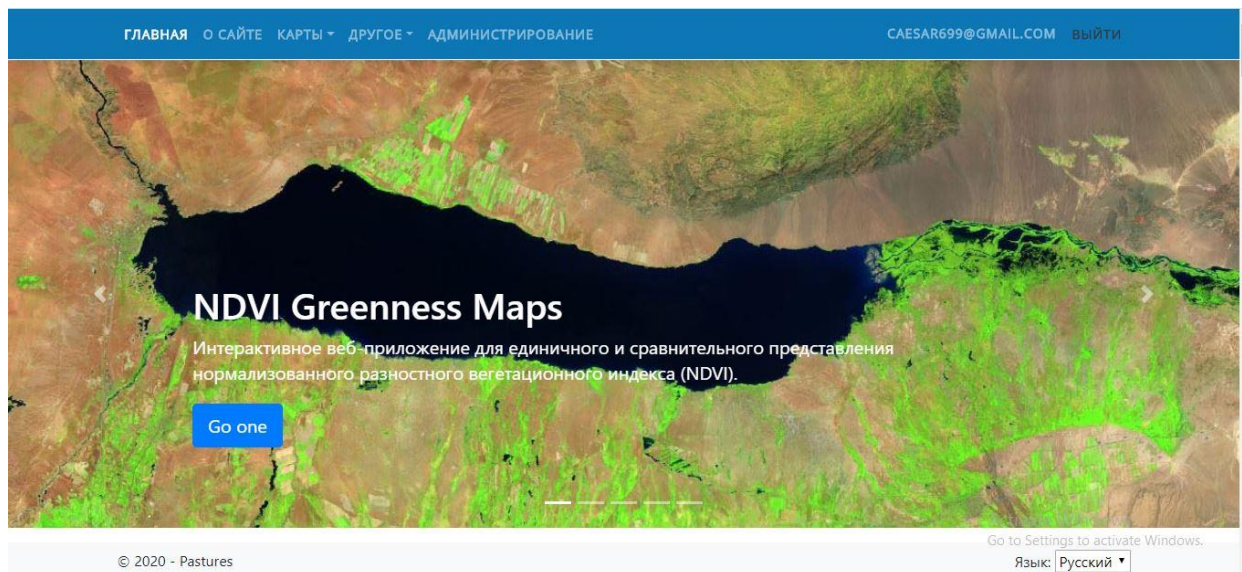 ГЛАВНАЯ О САЙТЕ КАРТЫ ДРУГОЕ АДМИНИСТРИРОВАНИЕ CAESAR699@GMAIL.COM ВЫЙТИ
NDVI Greenness Maps
Интерактивное веб-приложение для единичного и сравнительного представления
нормализованного разностного вегетационного индекса (NDVI).
Go one
Go to Settings to activate Windows.
© 2020 - Pastures Язык: Русский